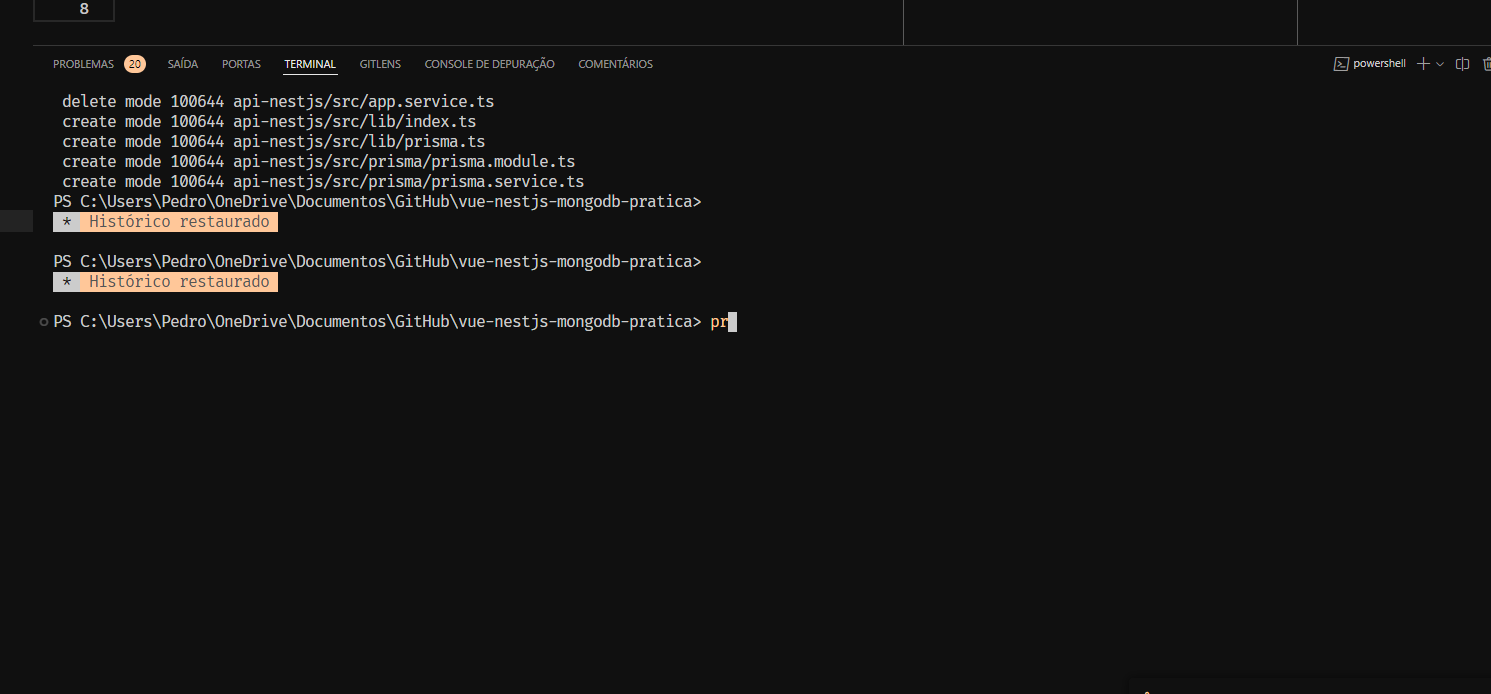 8
PROBLEMAS 20 SAÍDA PORTAS TERMINAL GITLENS CONSOLE DE DEPURAÇÃO COMENTÁRIOS powershell
delete mode 100644 api-nestjs/src/app.service.ts
create mode 100644 api-nestjs/src/lib/index.ts
create mode 100644 api-nestjs/src/lib/prisma.ts
create mode 100644 api-nestjs/src/prisma/prisma.module.ts
create mode 100644 api-nestjs/src/prisma/prisma.service.ts
PS C:\Users\Pedro\OneDrive\Documentos\GitHub\vue-nestjs-mongodb-pratica>
* Histórico restaurado
PS C:\Users\Pedro\OneDrive\Documentos\GitHub\vue-nestjs-mongodb-pratica>
* Histórico restaurado
PS C:\Users\Pedro\OneDrive\Documentos\GitHub\vue-nestjs-mongodb-pratica> pr